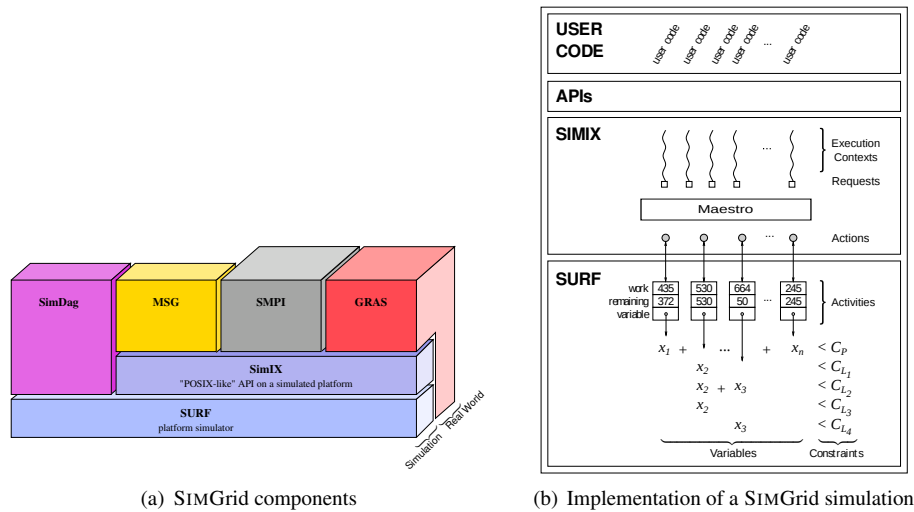 SimDag
MSG
SMPI
GRAS
SimIX
"POSIX-like" API on a simulated platform
SURF
platform simulator
Simulation
Real World
(a) SIMGrid components
USER
CODE
user code user code user code user code ... user code
APIs
SIMIX
...
Execution
Contexts
Requests
Maestro
... Actions
SURF
work 435 530 664 245
remaining 372 530 50 ... 245 Activities
variable
x1 + ... + xn < CP
x2 < CL1
x2 + x3 < CL2
x2 < CL3
x3 < CL4
Variables Constraints
(b) Implementation of a SIMGrid simulation